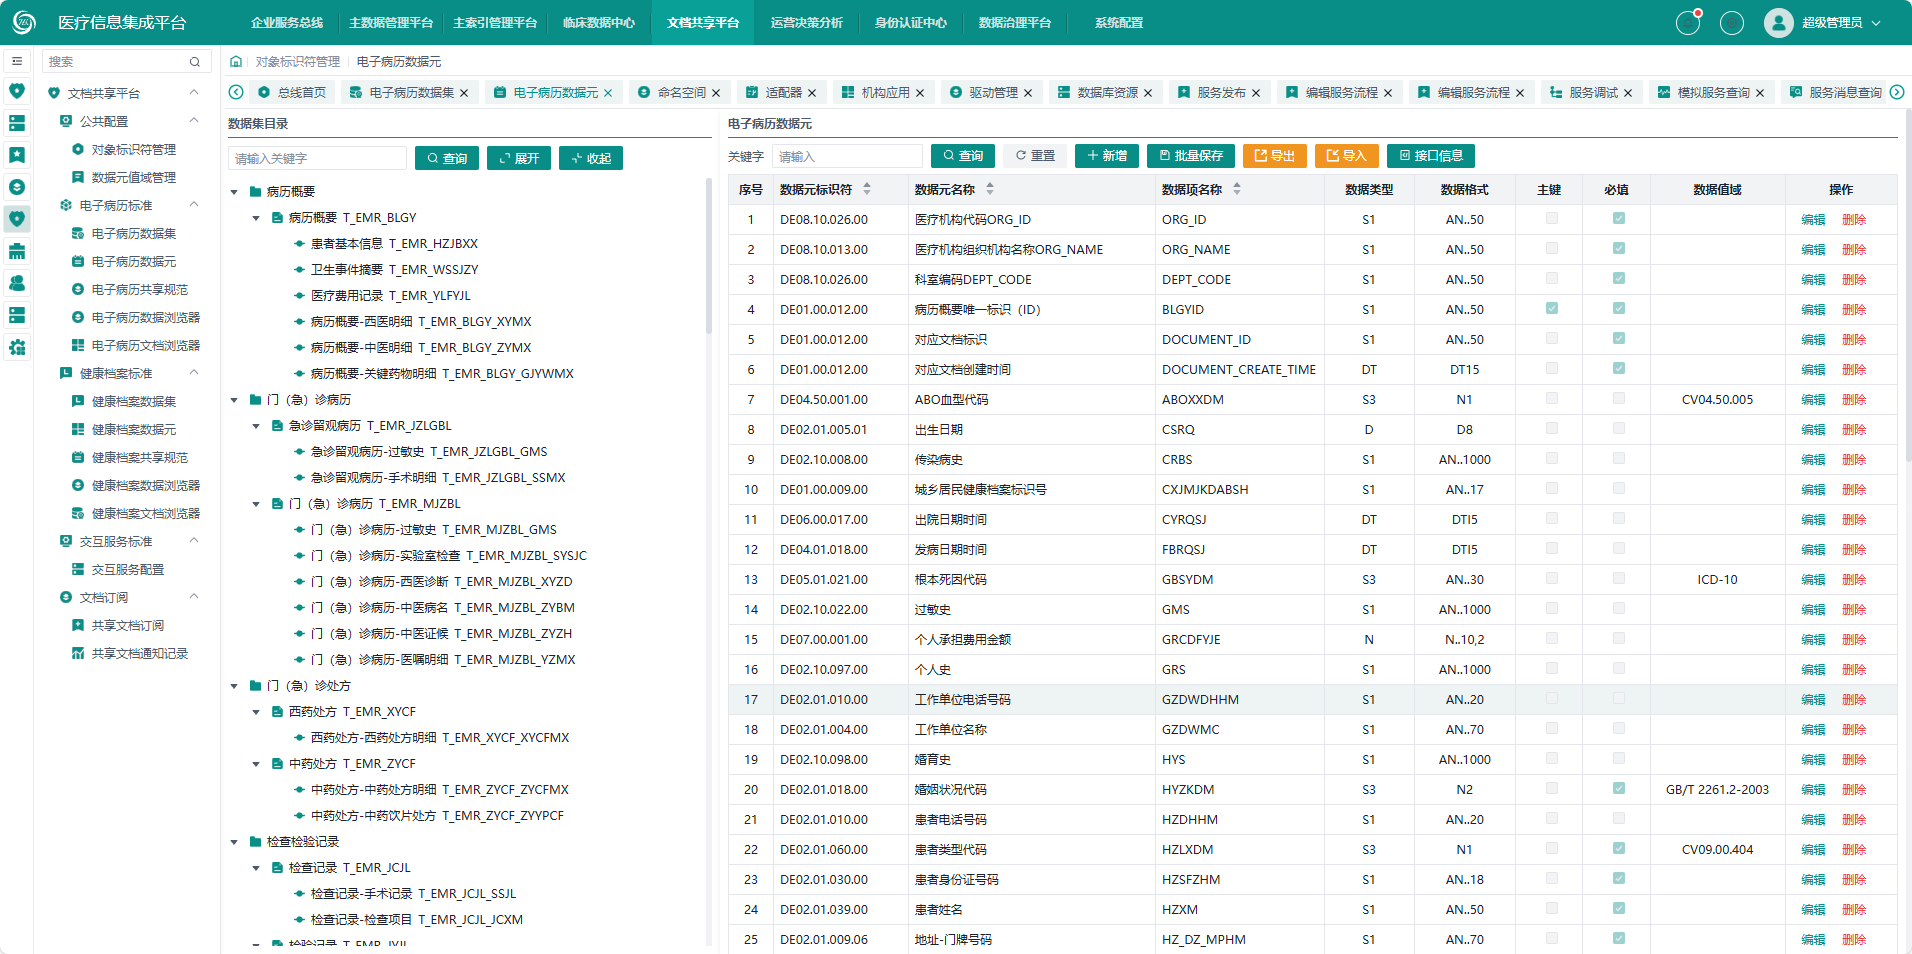 医疗信息集成平台
企业服务总线 主数据管理平台 主索引管理平台 临床数据中心 文档共享平台 运营决策分析 身份认证中心 数据治理平台 系统配置
超级管理员
搜索
文档共享平台
公共配置
对象标识符管理
数据元值域管理
电子病历标准
电子病历数据集
电子病历数据元
电子病历共享规范
电子病历数据浏览器
电子病历文档浏览器
健康档案标准
健康档案数据集
健康档案数据元
健康档案共享规范
健康档案数据浏览器
健康档案文档浏览器
交互服务标准
交互服务配置
文档订阅
共享文档订阅
共享文档通知记录
对象标识符管理 电子病历数据元
总线首页 电子病历数据集 电子病历数据元 命名空间 适配器 机构应用 驱动管理 数据库资源 服务发布 编辑服务流程 编辑服务流程 服务调试 模拟服务查询 服务消息查询
数据集目录
请输入关键字 查询 展开 收起
病历概要
病历概要 T_EMR_BLGY
患者基本信息 T_EMR_HZJBXX
卫生事件摘要 T_EMR_WSSJZY
医疗费用记录 T_EMR_YLFYJL
病历概要-西医明细 T_EMR_BLGY_XYMX
病历概要-中医明细 T_EMR_BLGY_ZYMX
病历概要-关键药物明细 T_EMR_BLGY_GJYWMX
门（急）诊病历
急诊留观病历 T_EMR_JZLGBL
急诊留观病历-过敏史 T_EMR_JZLGBL_GMS
急诊留观病历-手术明细 T_EMR_JZLGBL_SSMX
门（急）诊病历 T_EMR_MJZBL
门（急）诊病历-过敏史 T_EMR_MJZBL_GMS
门（急）诊病历-实验室检查 T_EMR_MJZBL_SYSJC
门（急）诊病历-西医诊断 T_EMR_MJZBL_XYZD
门（急）诊病历-中医病名 T_EMR_MJZBL_ZYBM
门（急）诊病历-中医证候 T_EMR_MJZBL_ZYZH
门（急）诊病历-医嘱明细 T_EMR_MJZBL_YZMX
门（急）诊处方
西药处方 T_EMR_XYCF
西药处方-西药处方明细 T_EMR_XYCF_XYCFMX
中药处方 T_EMR_ZYCF
中药处方-中药处方明细 T_EMR_ZYCF_ZYCFMX
中药处方-中药饮片处方 T_EMR_ZYCF_ZYYPCF
检查检验记录
检查记录 T_EMR_JCJL
检查记录-手术记录 T_EMR_JCJL_SSJL
检查记录-检查项目 T_EMR_JCJL_JCXM
检验记录 T_EMR_JYJL
电子病历数据元
关键字 请输入 查询 重置 新增 批量保存 导出 导入 接口信息
序号 数据元标识符 数据元名称 数据项名称 数据类型 数据格式 主键 必填 数据值域 操作
1 DE08.10.026.00 医疗机构代码ORG_ID ORG_ID S1 AN..50 编辑 删除
2 DE08.10.013.00 医疗机构组织机构名称ORG_NAME ORG_NAME S1 AN..50 编辑 删除
3 DE08.10.026.00 科室编码DEPT_CODE DEPT_CODE S1 AN..50 编辑 删除
4 DE01.00.012.00 病历概要唯一标识（ID） BLGYID S1 AN..50 编辑 删除
5 DE01.00.012.00 对应文档标识 DOCUMENT_ID S1 AN..50 编辑 删除
6 DE01.00.012.00 对应文档创建时间 DOCUMENT_CREATE_TIME DT DT15 编辑 删除
7 DE04.50.001.00 ABO血型代码 ABOXXDM S3 N1 CV04.50.005 编辑 删除
8 DE02.01.005.01 出生日期 CSRQ D D8 编辑 删除
9 DE02.10.008.00 传染病史 CRBS S1 AN..1000 编辑 删除
10 DE01.00.009.00 城乡居民健康档案标识号 CXJMJKDABSH S1 AN..17 编辑 删除
11 DE06.00.017.00 出院日期时间 CYRQSJ DT DTI5 编辑 删除
12 DE04.01.018.00 发病日期时间 FBRQSJ DT DTI5 编辑 删除
13 DE05.01.021.00 根本死因代码 GBSYDM S3 AN..30 ICD-10 编辑 删除
14 DE02.10.022.00 过敏史 GMS S1 AN..1000 编辑 删除
15 DE07.00.001.00 个人承担费用金额 GRCDFYJE N N..10,2 编辑 删除
16 DE02.10.097.00 个人史 GRS S1 AN..1000 编辑 删除
17 DE02.01.010.00 工作单位电话号码 GZDWDHHM S1 AN..20 编辑 删除
18 DE02.01.004.00 工作单位名称 GZDWMC S1 AN..70 编辑 删除
19 DE02.10.098.00 婚育史 HYS S1 AN..1000 编辑 删除
20 DE02.01.018.00 婚姻状况代码 HYZKDM S3 N2 GB/T 2261.2-2003 编辑 删除
21 DE02.01.010.00 患者电话号码 HZDHHM S1 AN..20 编辑 删除
22 DE02.01.060.00 患者类型代码 HZLXDM S3 N1 CV09.00.404 编辑 删除
23 DE02.01.030.00 患者身份证号码 HZSFZHM S1 AN..18 编辑 删除
24 DE02.01.039.00 患者姓名 HZXM S1 AN..50 编辑 删除
25 DE02.01.009.06 地址-门牌号码 HZ_DZ_MPHM S1 AN..70 编辑 删除